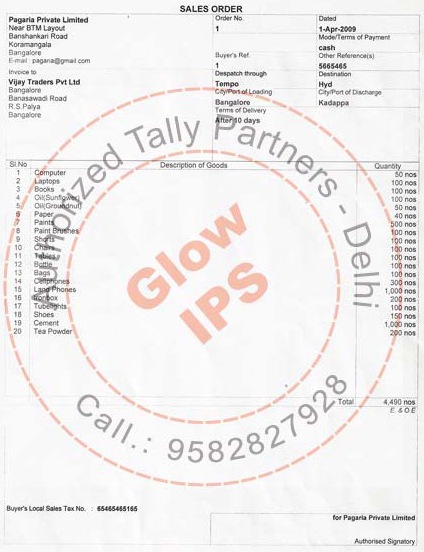 SALES ORDER
Pagaria Private Limited
Near BTM Layout
Banshankari Road
Koramangala
Bangalore
E-mail : pagaria@gmail.com
Invoice to
Vijay Traders Pvt Ltd
Bangalore
Banasawadi Road
R.S.Palya
Bangalore
Order No. Dated
1 1-Apr-2009
Mode/Terms of Payment
cash
Buyer's Ref. Other Reference(s)
1 5665465
Despatch through Destination
Tempo Hyd
City/Port of Loading City/Port of Discharge
Bangalore Kadappa
Terms of Delivery
After 10 days
Sl.No Description of Goods Quantity
1 Computer 50 nos
2 Laptops 100 nos
3 Books 100 nos
4 Oil(Sunflower) 100 nos
5 Oil(Groundnut) 50 nos
6 Paper 40 nos
7 Paints 500 nos
8 Paint Brushes 100 nos
9 Shorts 100 nos
10 Chairs nos
11 Tables 100 nos
12 Bottle 100 nos
13 Bags 100 nos
14 Cellphones 300 nos
15 Land Phones 1,000 nos
16 Ironbox 200 nos
17 Tubelights 100 nos
18 Shoes 150 nos
19 Cement 1,000 nos
20 Tea Powder 200 nos
Total 4,490 nos
E. & O.E
Buyer's Local Sales Tax No. : 65465465165
for Pagaria Private Limited
Authorised Signatory
Authorized Tally Partners - Delhi
Glow
IPS
Call.: 9582827928